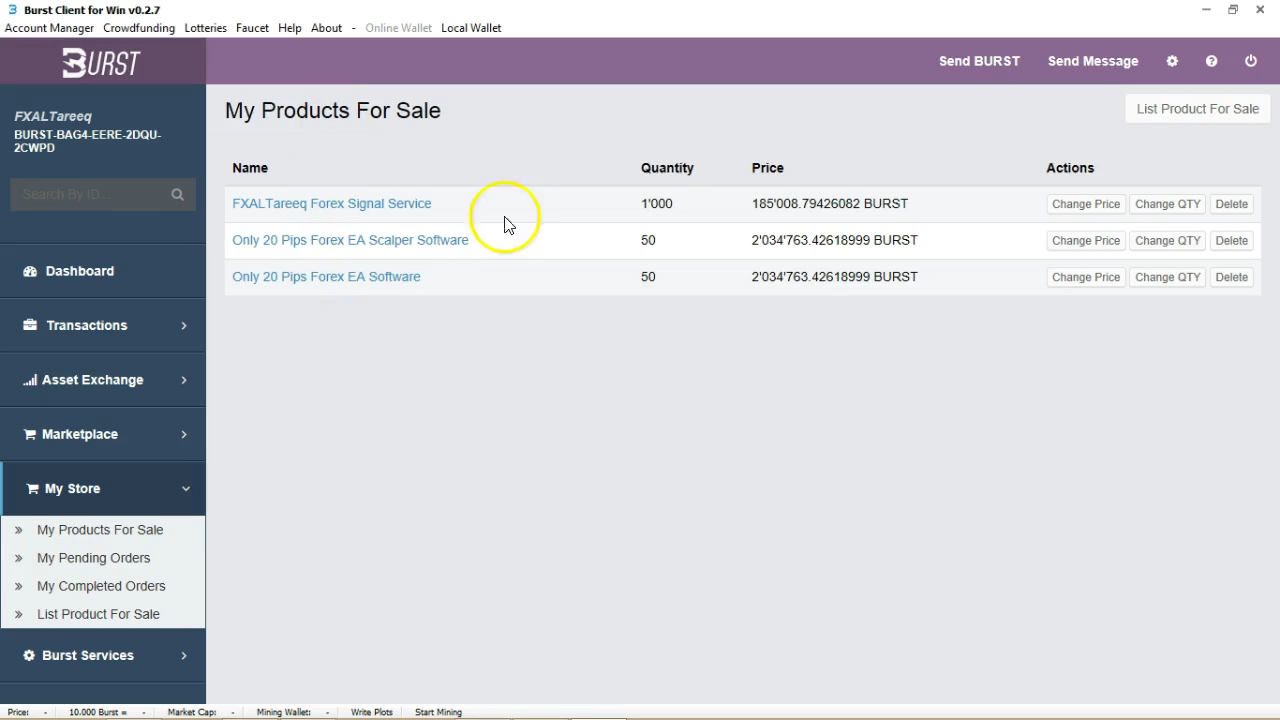 Burst Client for Win v0.2.7
Account Manager Crowdfunding Lotteries Faucet Help About - Online Wallet Local Wallet
BURST
Send BURST Send Message
FXALTareeq
BURST-BAG4-EERE-2DQU-
2CWPD
Search By ID...
Dashboard
Transactions
Asset Exchange
Marketplace
My Store
My Products For Sale
My Pending Orders
My Completed Orders
List Product For Sale
Burst Services
My Products For Sale
List Product For Sale
Name Quantity Price Actions
FXALTareeq Forex Signal Service 1'000 185'008.79426082 BURST Change Price Change QTY Delete
Only 20 Pips Forex EA Scalper Software 50 2'034'763.42618999 BURST Change Price Change QTY Delete
Only 20 Pips Forex EA Software 50 2'034'763.42618999 BURST Change Price Change QTY Delete
Price: - 10.000 Burst = - Market Cap: - Mining Wallet: - Write Plots Start Mining